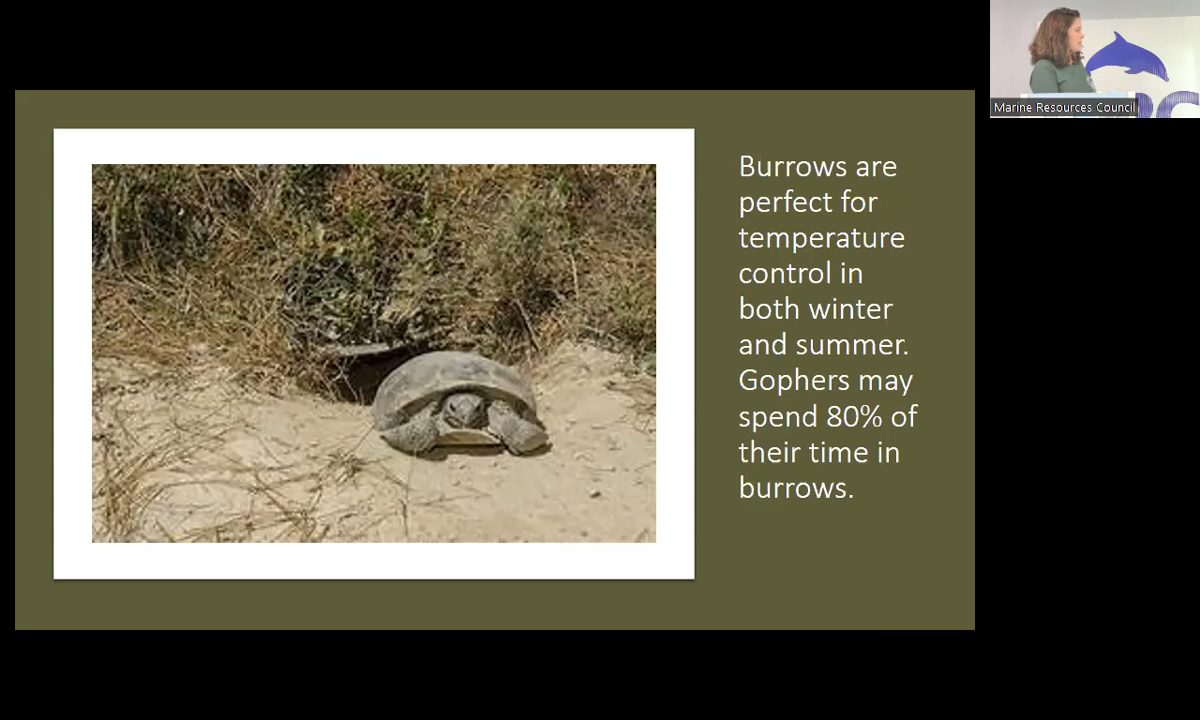 Burrows are
perfect for
temperature
control in
both winter
and summer.
Gophers may
spend 80% of
their time in
burrows.
Marine Resources Council